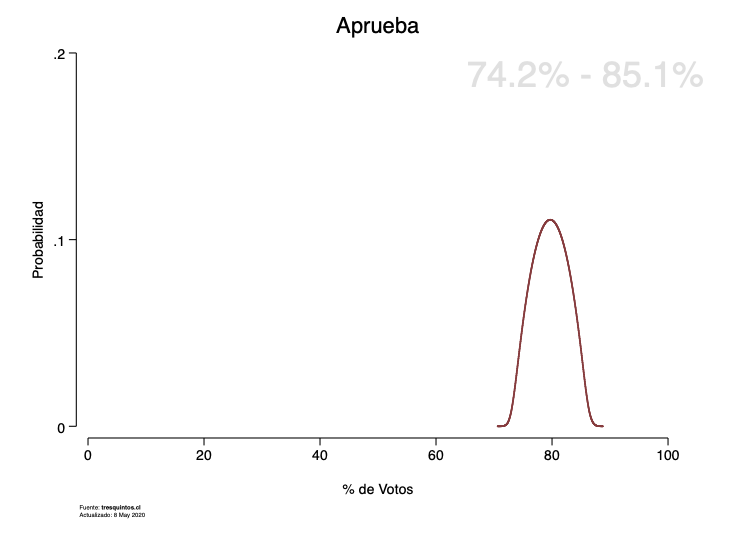 Aprueba
74.2% - 85.1%
.2
.1
0
Probabilidad
0 20 40 60 80 100
% de Votos
Fuente: tresquintos.cl
Actualizado: 8 May 2020